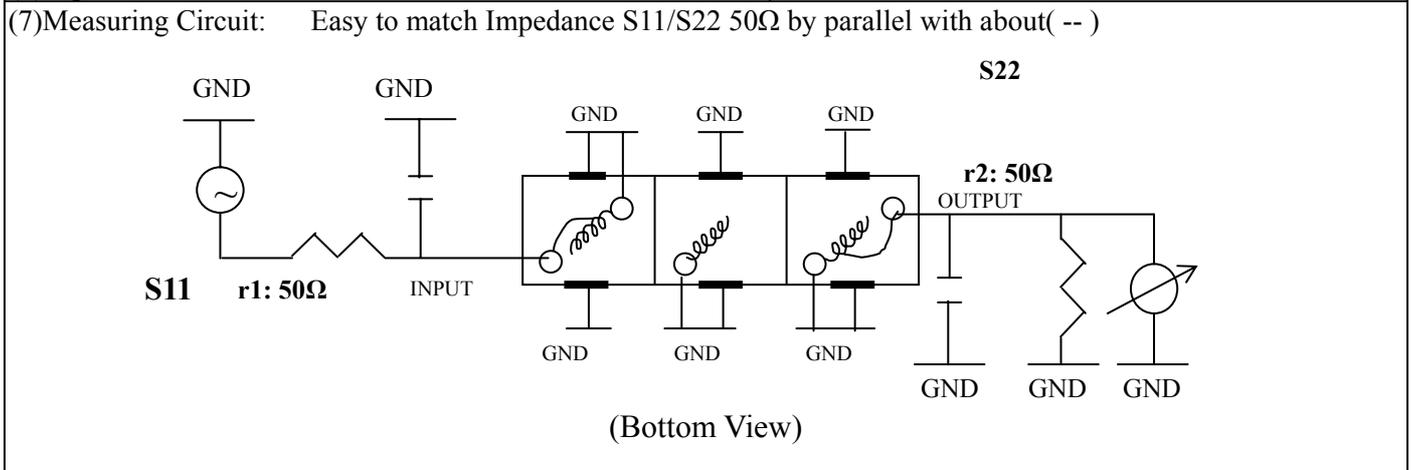 (7)Measuring Circuit: Easy to match Impedance S11/S22 50Ω by parallel with about( -- )
S22
GND GND
GND GND GND
r2: 50Ω
OUTPUT
S11 r1: 50Ω INPUT
GND GND GND
GND GND GND
(Bottom View)